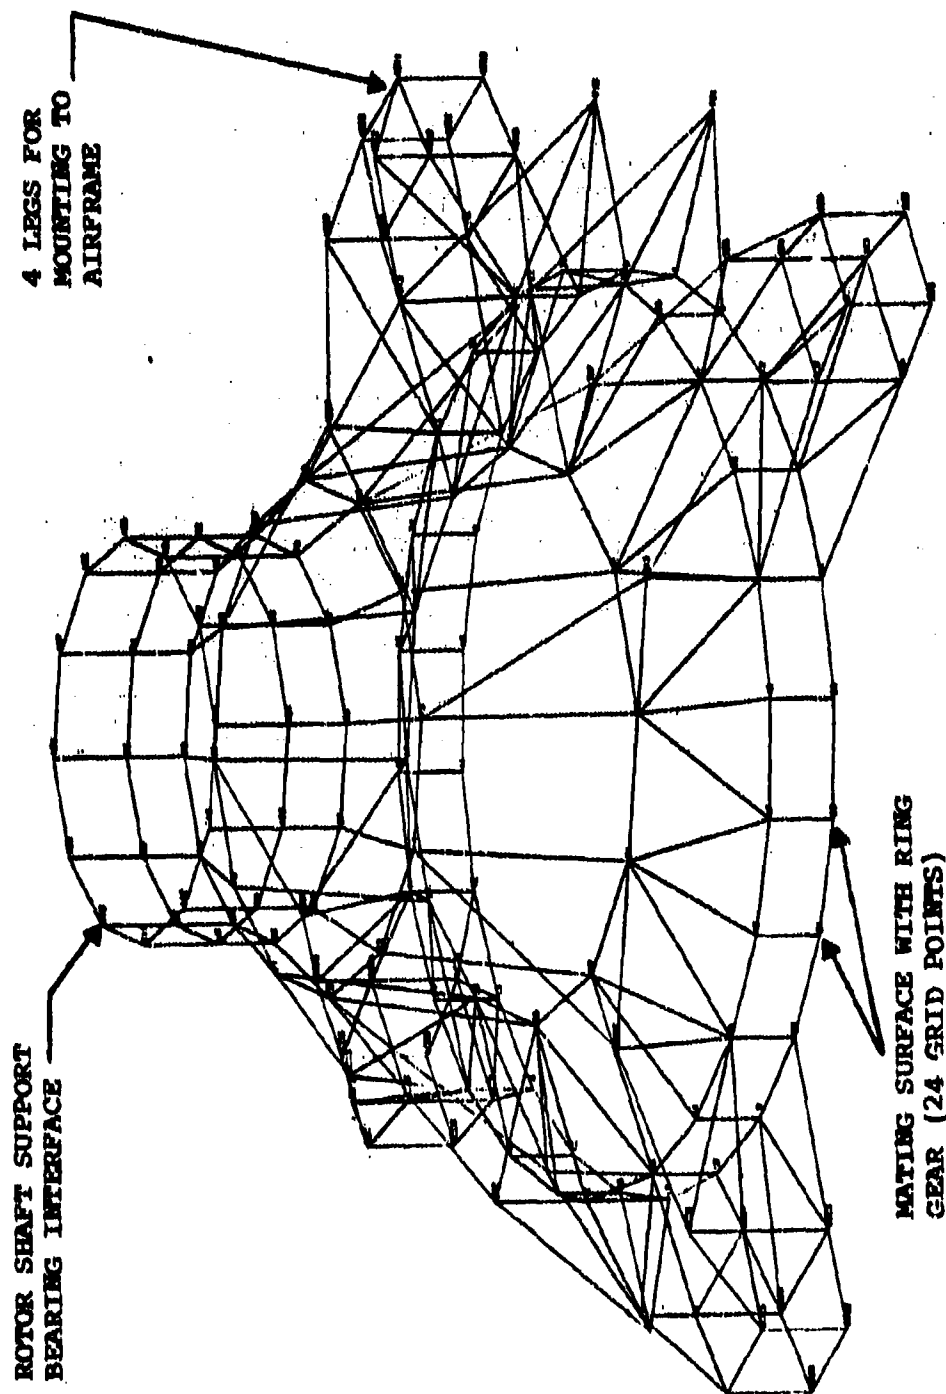 4 LEGS FOR
MOUNTING TO
AIRFRAME
ROTOR SHAFT SUPPORT
BEARING INTERFACE
MATING SURFACE WITH RING
GEAR (24 GRID POINTS)